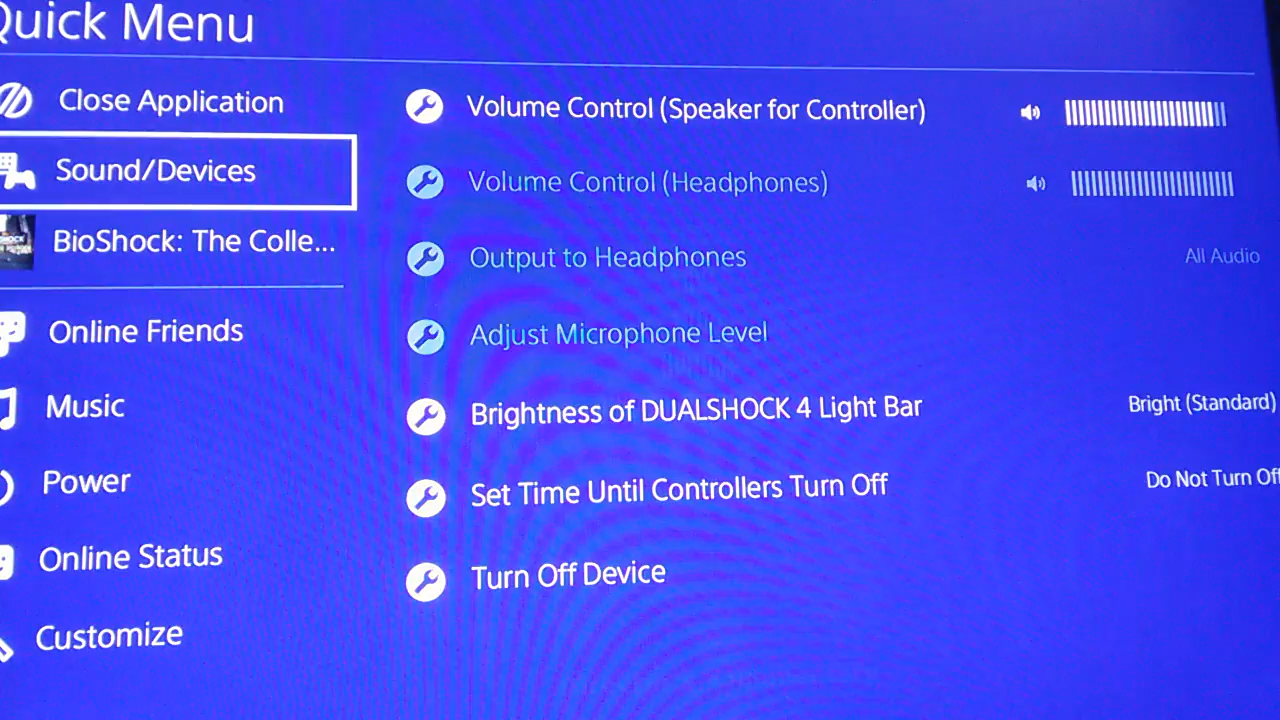 Quick Menu
Close Application
Sound/Devices
BioShock: The Colle...
Online Friends
Music
Power
Online Status
Customize
Volume Control (Speaker for Controller)
Volume Control (Headphones)
Output to Headphones All Audio
Adjust Microphone Level
Brightness of DUALSHOCK 4 Light Bar Bright (Standard)
Set Time Until Controllers Turn Off Do Not Turn Off
Turn Off Device